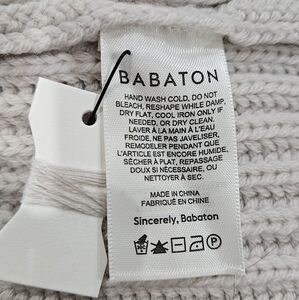 BABATON
HAND WASH COLD, DO NOT
BLEACH, RESHAPE WHILE DAMP,
DRY FLAT, COOL IRON ONLY IF
NEEDED, OR DRY CLEAN.
LAVER À LA MAIN À L'EAU
FROIDE, NE PAS JAVELISER,
REMODELER PENDANT QUE
L'ARTICLE EST ENCORE HUMIDE,
SÉCHER À PLAT, REPASSAGE
DOUX SI NÉCESSAIRE, OU
NETTOYER À SEC.
MADE IN CHINA
FABRIQUÉ EN CHINE
Sincerely, Babaton